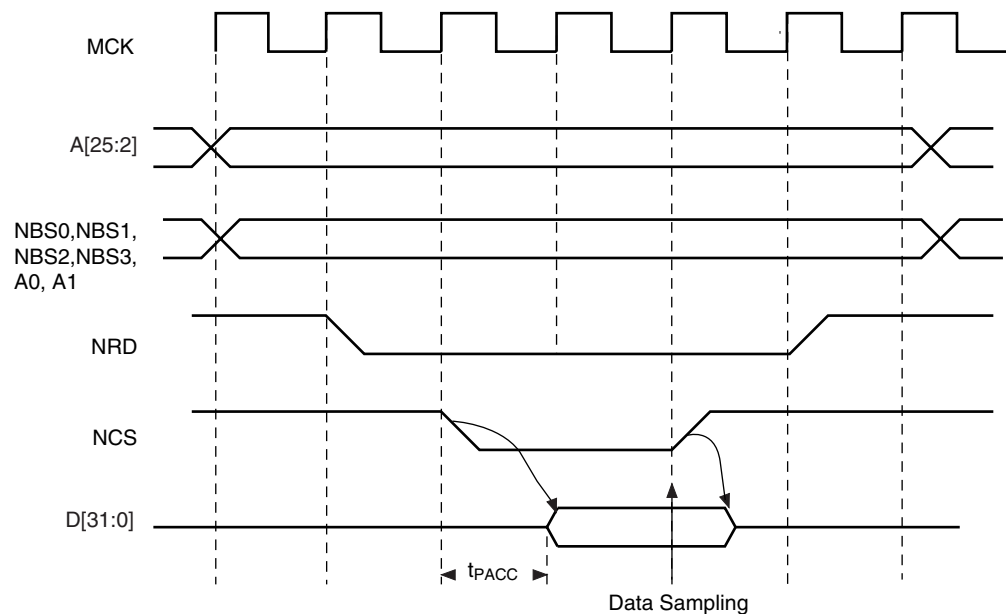 MCK
A[25:2]
NBS0,NBS1,
NBS2,NBS3,
A0, A1
NRD
NCS
D[31:0]
tPACC
Data Sampling